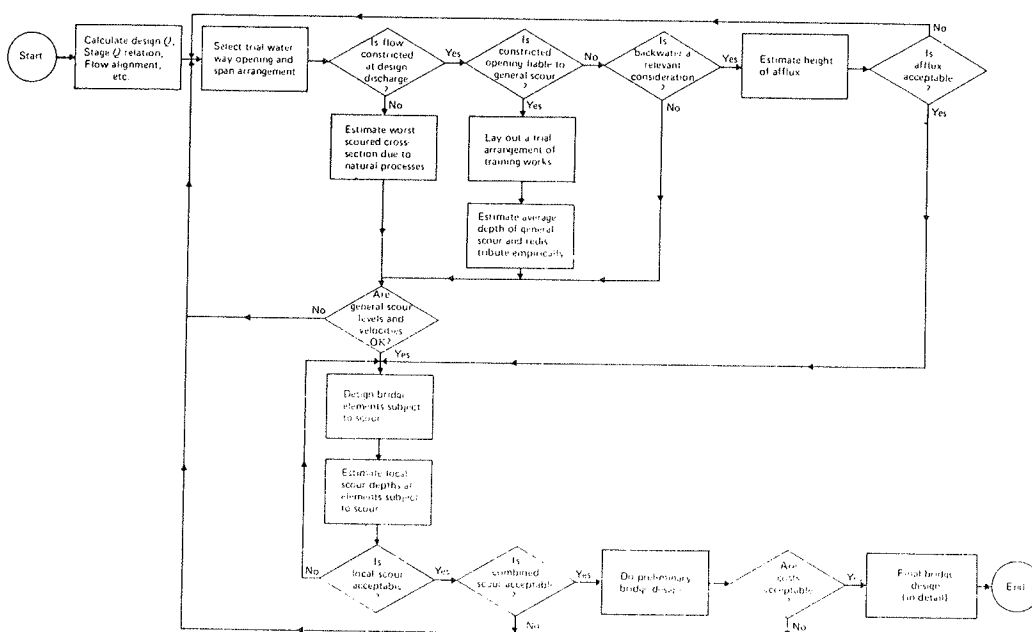 Start
Calculate design Q,
Stage Q relation,
Flow alignment,
etc.
Select trial water
way opening and
span arrangement
Is
flow constricted
at design
discharge
?
Yes
No
Is
constricted
opening liable to
general scour
?
No
Yes
Is
backwater a
relevant
consideration
?
Yes
No
Estimate height
of afflux
No
Is
afflux
acceptable
?
Yes
Estimate worst
scoured cross-
section due to
natural processes
Lay out a trial
arrangement of
training works
Estimate average
depth of general
scour and redis
tribute empirically
Are
general scour
levels and
velocities
OK?
No
Yes
Design bridge
elements subject
to scour
Estimate local
scour depths at
elements subject
to scour
Is
local scour
acceptable
?
No
Yes
Is
combined
scour acceptable
?
Yes
No
Do preliminary
bridge design
Are
costs
acceptable
?
Yes
No
Final bridge
design
(in detail)
End